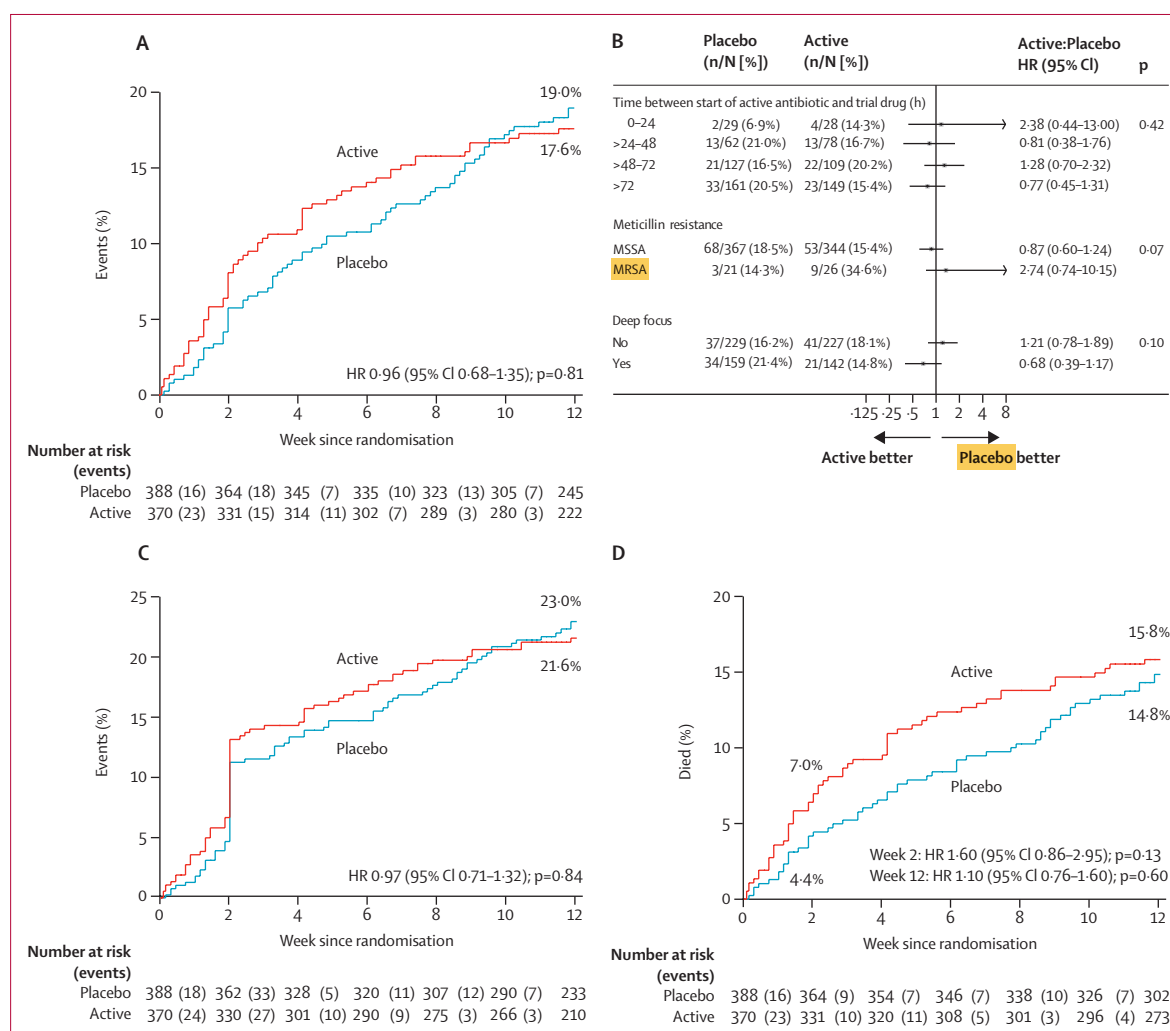 A
19·0%
17·6%
Active
Placebo
Events (%)
20
15
10
5
0
HR 0·96 (95% Cl 0·68–1·35); p=0·81
0 2 4 6 8 10 12
Week since randomisation
Number at risk
(events)
Placebo 388 (16) 364 (18) 345 (7) 335 (10) 323 (13) 305 (7) 245
Active 370 (23) 331 (15) 314 (11) 302 (7) 289 (3) 280 (3) 222
B
Placebo (n/N [%]) Active (n/N [%]) Active:Placebo HR (95% Cl) p
Time between start of active antibiotic and trial drug (h)
0–24 2/29 (6·9%) 4/28 (14·3%) 2·38 (0·44–13·00) 0·42
>24–48 13/62 (21·0%) 13/78 (16·7%) 0·81 (0·38–1·76)
>48–72 21/127 (16·5%) 22/109 (20·2%) 1·28 (0·70–2·32)
>72 33/161 (20·5%) 23/149 (15·4%) 0·77 (0·45–1·31)
Meticillin resistance
MSSA 68/367 (18·5%) 53/344 (15·4%) 0·87 (0·60–1·24) 0·07
MRSA 3/21 (14·3%) 9/26 (34·6%) 2·74 (0·74–10·15)
Deep focus
No 37/229 (16·2%) 41/227 (18·1%) 1·21 (0·78–1·89) 0·10
Yes 34/159 (21·4%) 21/142 (14·8%) 0·68 (0·39–1·17)
·125 ·25 ·5 1 2 4 8
Active better Placebo better
C
23·0%
21·6%
Active
Placebo
Events (%)
25
20
15
10
5
0
HR 0·97 (95% Cl 0·71–1·32); p=0·84
0 2 4 6 8 10 12
Week since randomisation
Number at risk
(events)
Placebo 388 (18) 362 (33) 328 (5) 320 (11) 307 (12) 290 (7) 233
Active 370 (24) 330 (27) 301 (10) 290 (9) 275 (3) 266 (3) 210
D
15·8%
14·8%
Active
Placebo
7·0%
4·4%
Died (%)
20
15
10
5
0
Week 2: HR 1·60 (95% Cl 0·86–2·95); p=0·13
Week 12: HR 1·10 (95% Cl 0·76–1·60); p=0·60
0 2 4 6 8 10 12
Week since randomisation
Number at risk
(events)
Placebo 388 (16) 364 (9) 354 (7) 346 (7) 338 (10) 326 (7) 302
Active 370 (23) 331 (10) 320 (11) 308 (5) 301 (3) 296 (4) 273